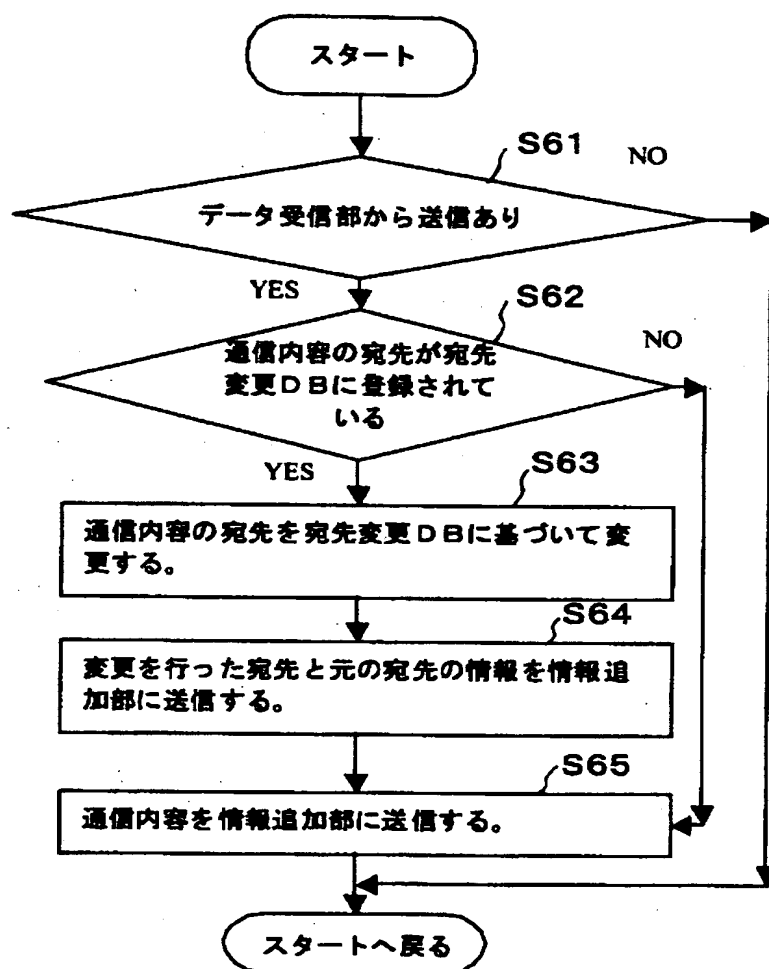 スタート
S61
NO
データ受信部から送信あり
YES
S62
NO
通信内容の宛先が宛先
変更DBに登録されて
いる
YES
S63
通信内容の宛先を宛先変更DBに基づいて変
更する。
S64
変更を行った宛先と元の宛先の情報を情報追
加部に送信する。
S65
通信内容を情報追加部に送信する。
スタートへ戻る